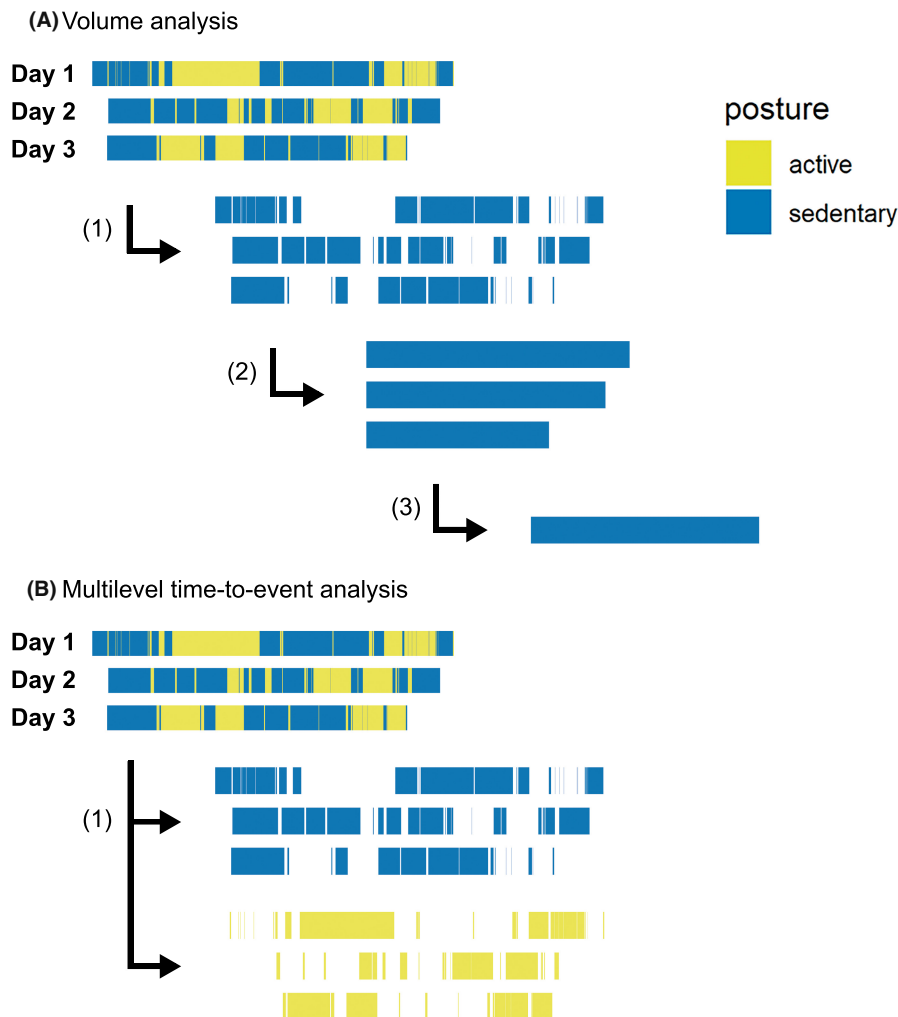 (A) Volume analysis
Day 1
Day 2
Day 3
posture
active
sedentary
(1)
(2)
(3)
(B) Multilevel time-to-event analysis
Day 1
Day 2
Day 3
(1)